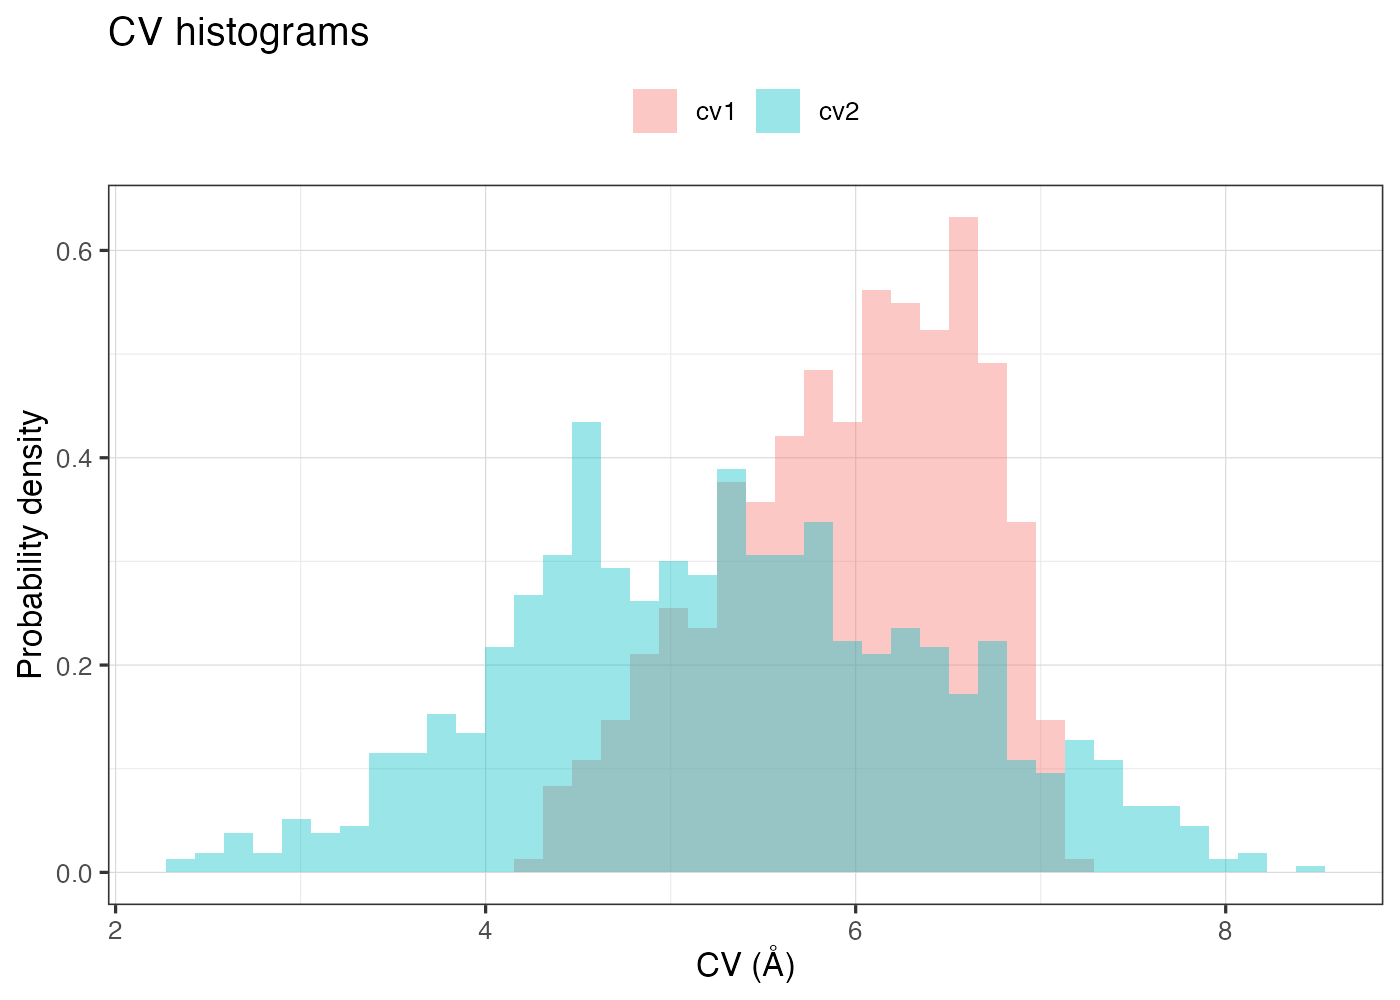 CV histograms
cv1 cv2
Probability density
0.6
0.4
0.2
0.0
2 4 6 8
CV (Å)